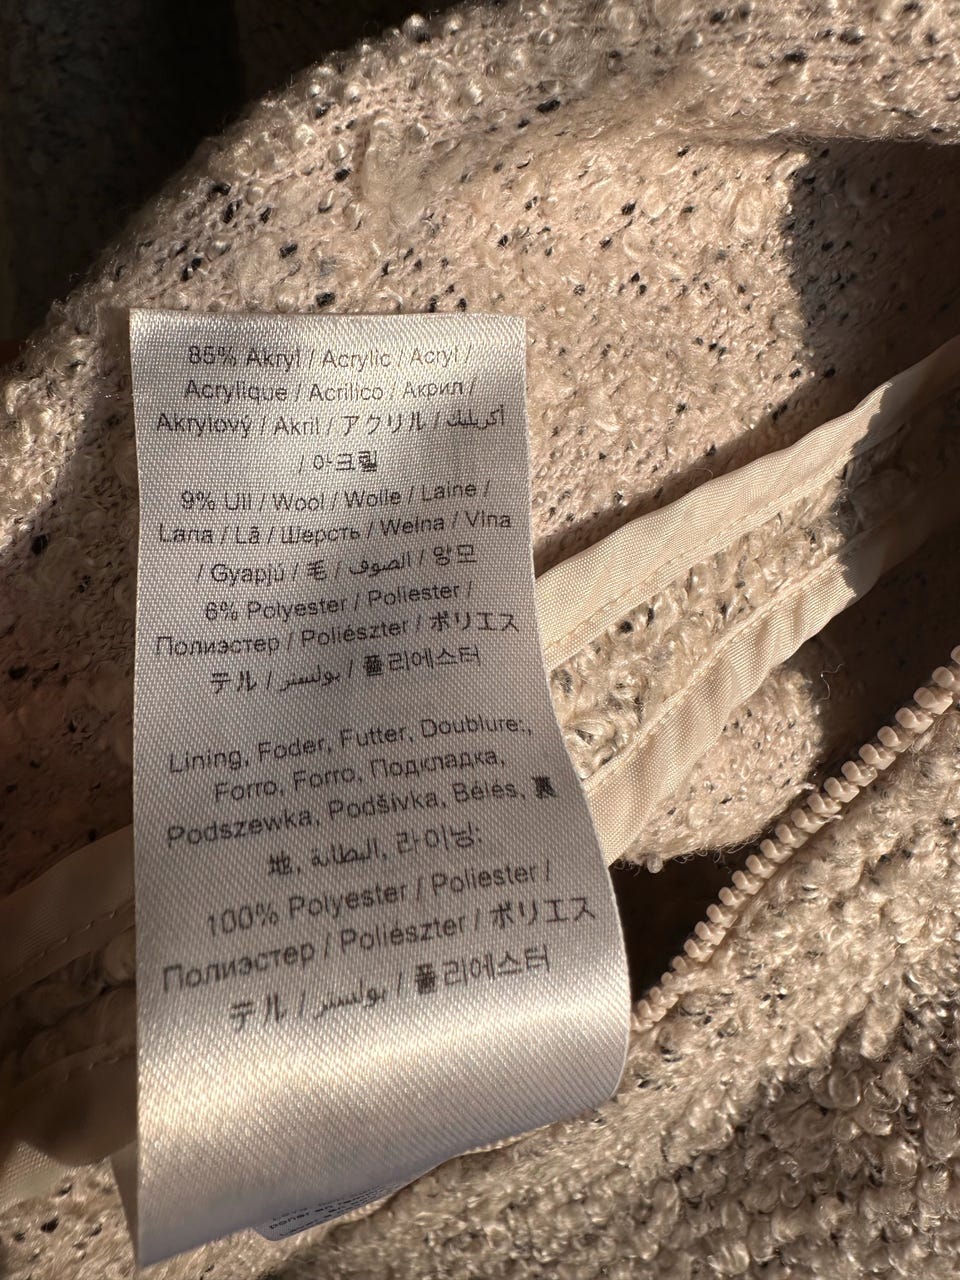 85% Akryl / Acrylic / Acryl /
Acrylique / Acrilico / Акрил /
Akrylový / Akril / アクリル / أكريليك
/ 아크릴
9% Ull / Wool / Wolle / Laine /
Lana / Lã / Шерсть / Wełna / Vlna
/ Gyapjú / 毛 / الصوف / 양모
6% Polyester / Poliester /
Полиэстер / Poliészter / ポリエス
テル / بوليستر / 폴리에스터
Lining, Foder, Futter, Doublure:,
Forro, Forro, Подкладка,
Podszewka, Podšívka, Bélés, 裏
地, البطانة, 라이닝:
100% Polyester / Poliester /
Полиэстер / Poliészter / ポリエス
テル / بوليستر / 폴리에스터